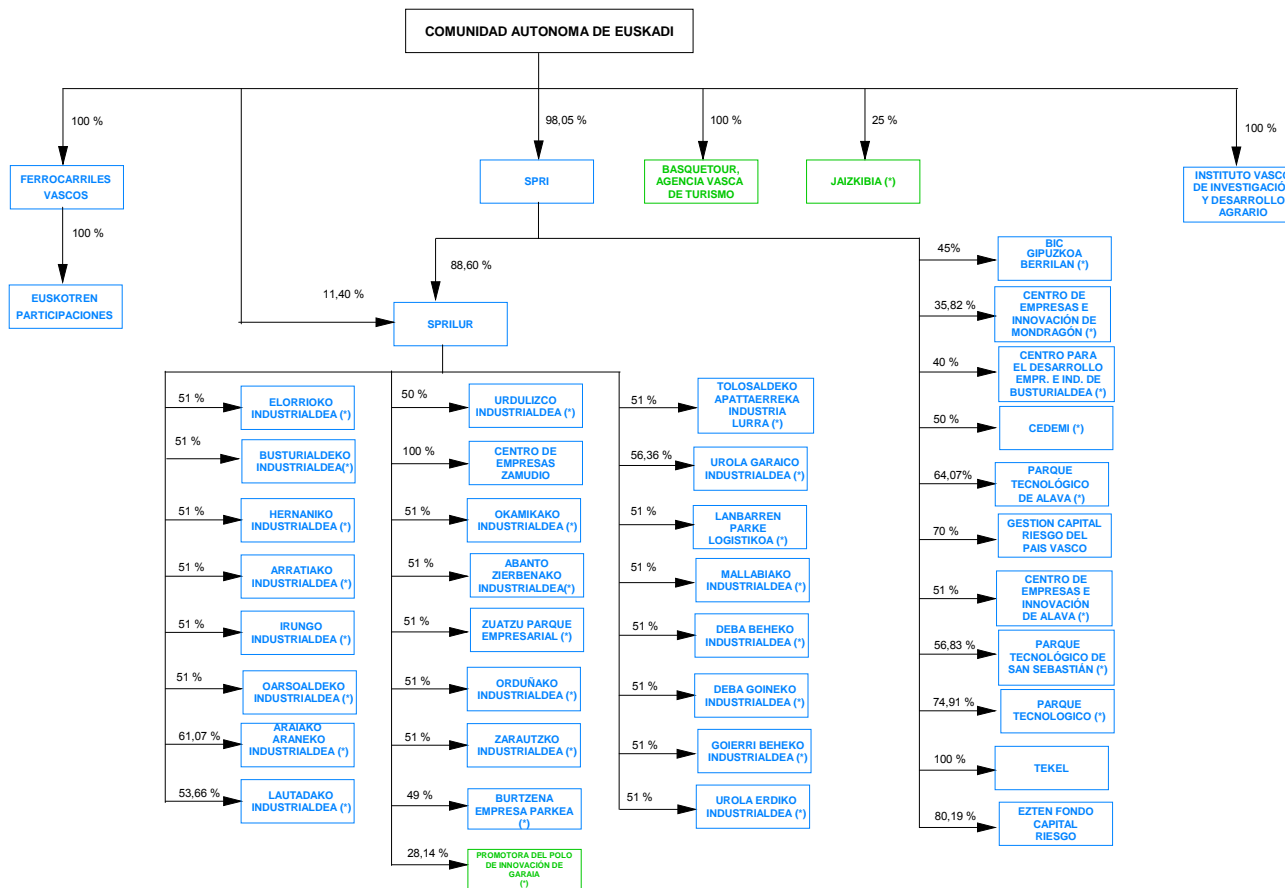 COMUNIDAD AUTONOMA DE EUSKADI
100 %
98,05 %
100 %
25 %
100 %
FERROCARRILES
VASCOS
SPRI
BASQUETOUR,
AGENCIA VASCA
DE TURISMO
JAIZKIBIA (*)
INSTITUTO VASCO
DE INVESTIGACIÓ
Y DESARROLLO
AGRARIO
100 %
EUSKOTREN
PARTICIPACIONES
88,60 %
11,40 %
SPRILUR
51 %
ELORRIOKO
INDUSTRIALDEA (*)
51 %
BUSTURIALDEKO
INDUSTRIALDEA(*)
51 %
HERNANIKO
INDUSTRIALDEA (*)
51 %
ARRATIAKO
INDUSTRIALDEA (*)
51 %
IRUNGO
INDUSTRIALDEA (*)
51 %
OARSOALDEKO
INDUSTRIALDEA (*)
61,07 %
ARAIAKO
ARANEKO
INDUSTRIALDEA (*)
53,66 %
LAUTADAKO
INDUSTRIALDEA (*)
50 %
URDULIZCO
INDUSTRIALDEA (*)
100 %
CENTRO DE
EMPRESAS
ZAMUDIO
51 %
OKAMIKAKO
INDUSTRIALDEA (*)
51 %
ABANTO
ZIERBENAKO
INDUSTRIALDEA(*)
51 %
ZUATZU PARQUE
EMPRESARIAL (*)
51 %
ORDUÑAKO
INDUSTRIALDEA (*)
51 %
ZARAUTZKO
INDUSTRIALDEA (*)
49 %
BURTZENA
EMPRESA PARKEA
(*)
28,14 %
PROMOTORA DEL POLO
DE INNOVACIÓN DE
GARAIA
(*)
51 %
TOLOSALDEKO
APATTAERREKA
INDUSTRIA
LURRA (*)
56,36 %
UROLA GARAICO
INDUSTRIALDEA (*)
51 %
LANBARREN
PARKE
LOGISTIKOA (*)
51 %
MALLABIAKO
INDUSTRIALDEA (*)
51 %
DEBA BEHEKO
INDUSTRIALDEA (*)
51 %
DEBA GOINEKO
INDUSTRIALDEA (*)
51 %
GOIERRI BEHEKO
INDUSTRIALDEA (*)
51 %
UROLA ERDIKO
INDUSTRIALDEA (*)
45%
BIC
GIPUZKOA
BERRILAN (*)
35,82 %
CENTRO DE
EMPRESAS E
INNOVACIÓN DE
MONDRAGÓN (*)
40 %
CENTRO PARA
EL DESARROLLO
EMPR. E IND. DE
BUSTURIALDEA (*)
50 %
CEDEMI (*)
64,07%
PARQUE
TECNOLÓGICO
DE ALAVA (*)
70 %
GESTION CAPITAL
RIESGO DEL
PAIS VASCO
51 %
CENTRO DE
EMPRESAS E
INNOVACIÓN
DE ALAVA (*)
56,83 %
PARQUE
TECNOLÓGICO DE
SAN SEBASTIÁN (*)
74,91 %
PARQUE
TECNOLOGICO (*)
100 %
TEKEL
80,19 %
EZTEN FONDO
CAPITAL
RIESGO